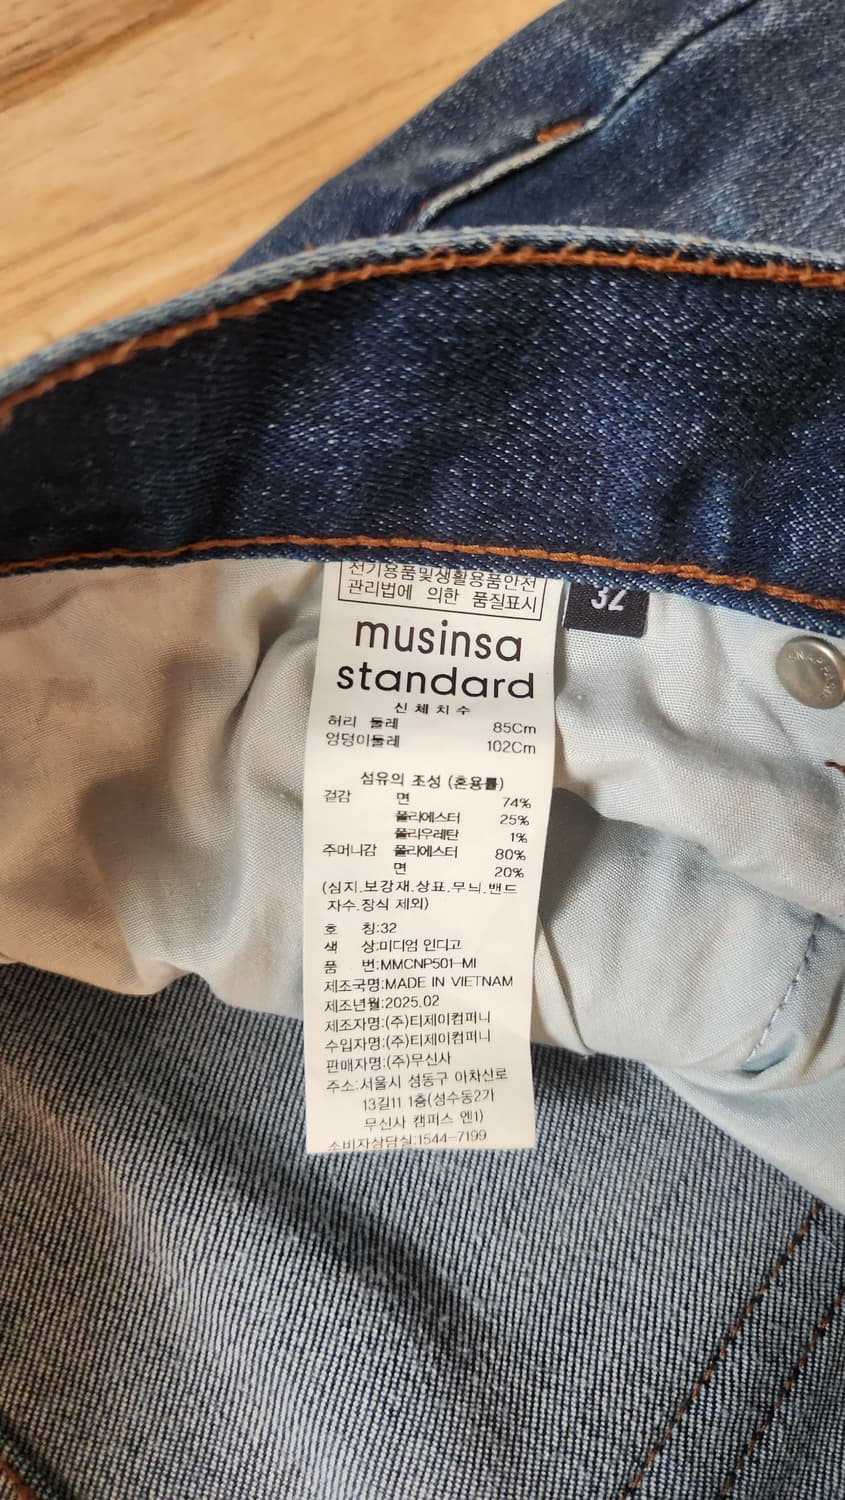 전기용품및생활용품안전
관리법에 의한 품질표시
32
musinsa
standard
신체치수
허리 둘레 85Cm
엉덩이둘레 102Cm
섬유의 조성 (혼용률)
겉감 면 74%
폴리에스터 25%
폴리우레탄 1%
주머니감 폴리에스터 80%
면 20%
(심지.보강재.상표.무늬.밴드
자수.장식 제외)
호 칭:32
색 상:미디엄 인디고
품 번:MMCNP501-MI
제조국명:MADE IN VIETNAM
제조년월:2025.02
제조자명:(주)티제이컴퍼니
수입자명:(주)티제이컴퍼니
판매자명:(주)무신사
주소:서울시 성동구 아차산로
13길11 1층(성수동2가
무신사 캠퍼스 엔1)
소비자상담실:1544-7199